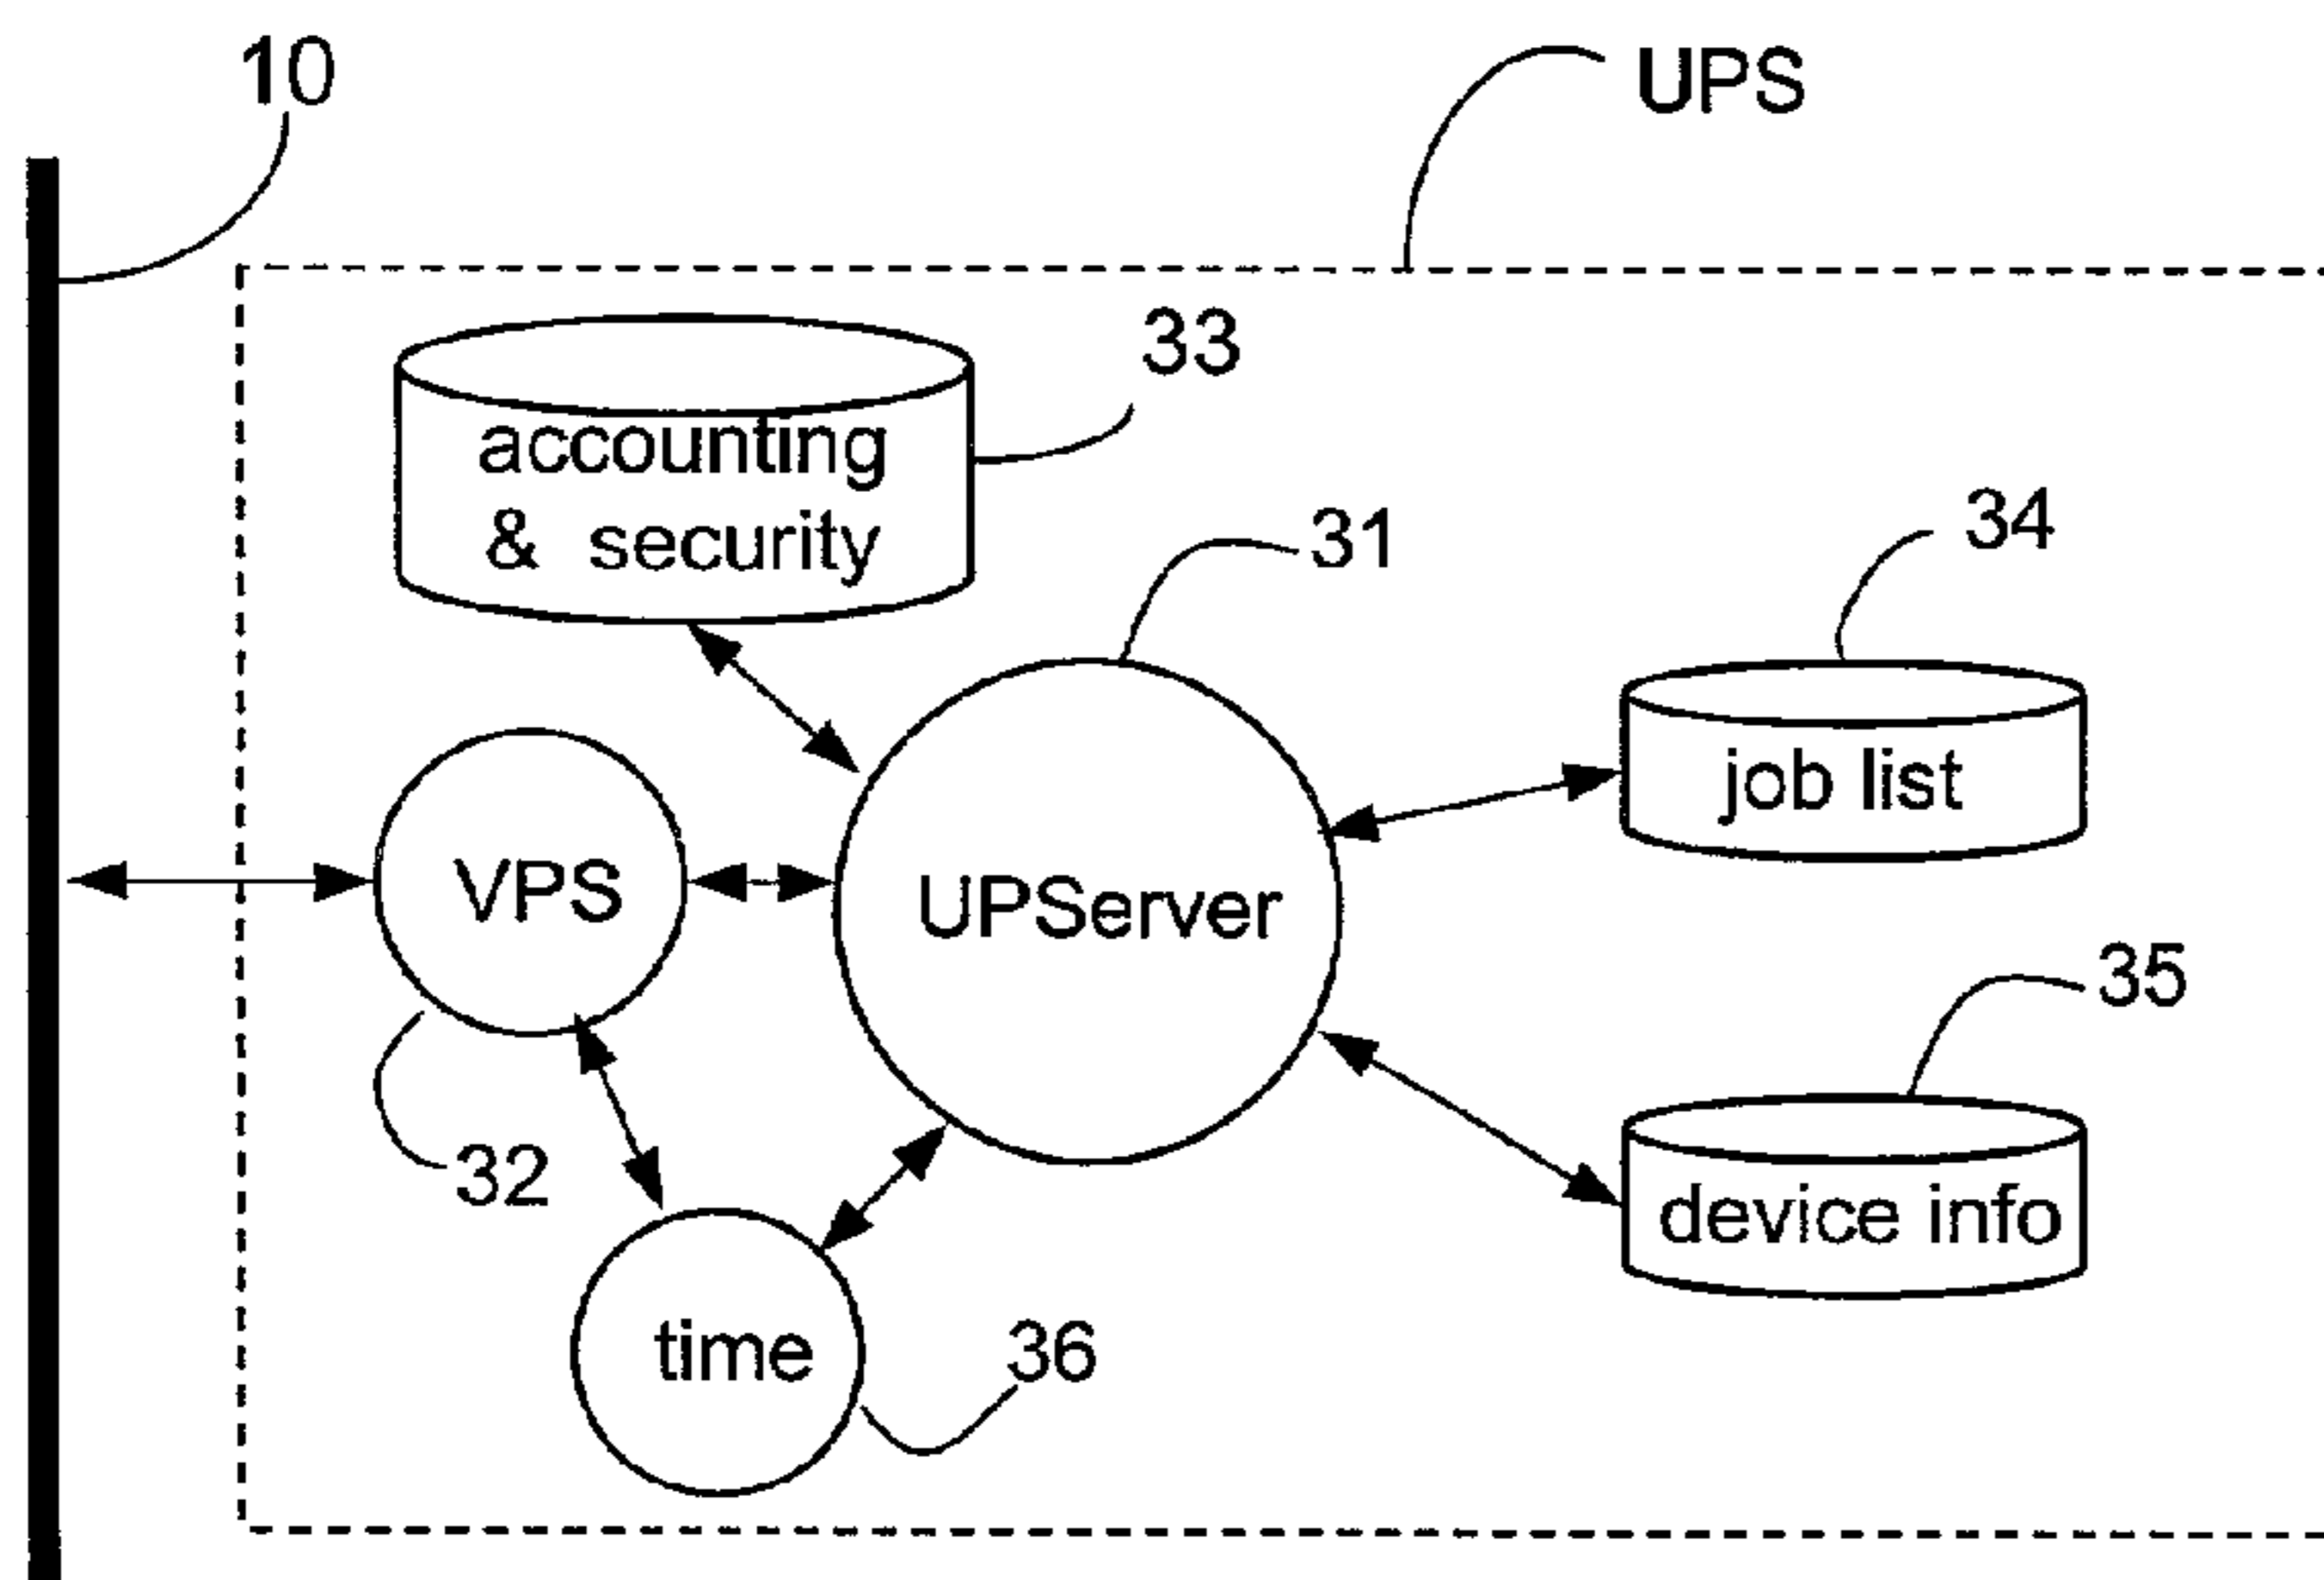 10
UPS
33
accounting
& security
31
34
job list
VPS
UPServer
35
32
device info
time
36